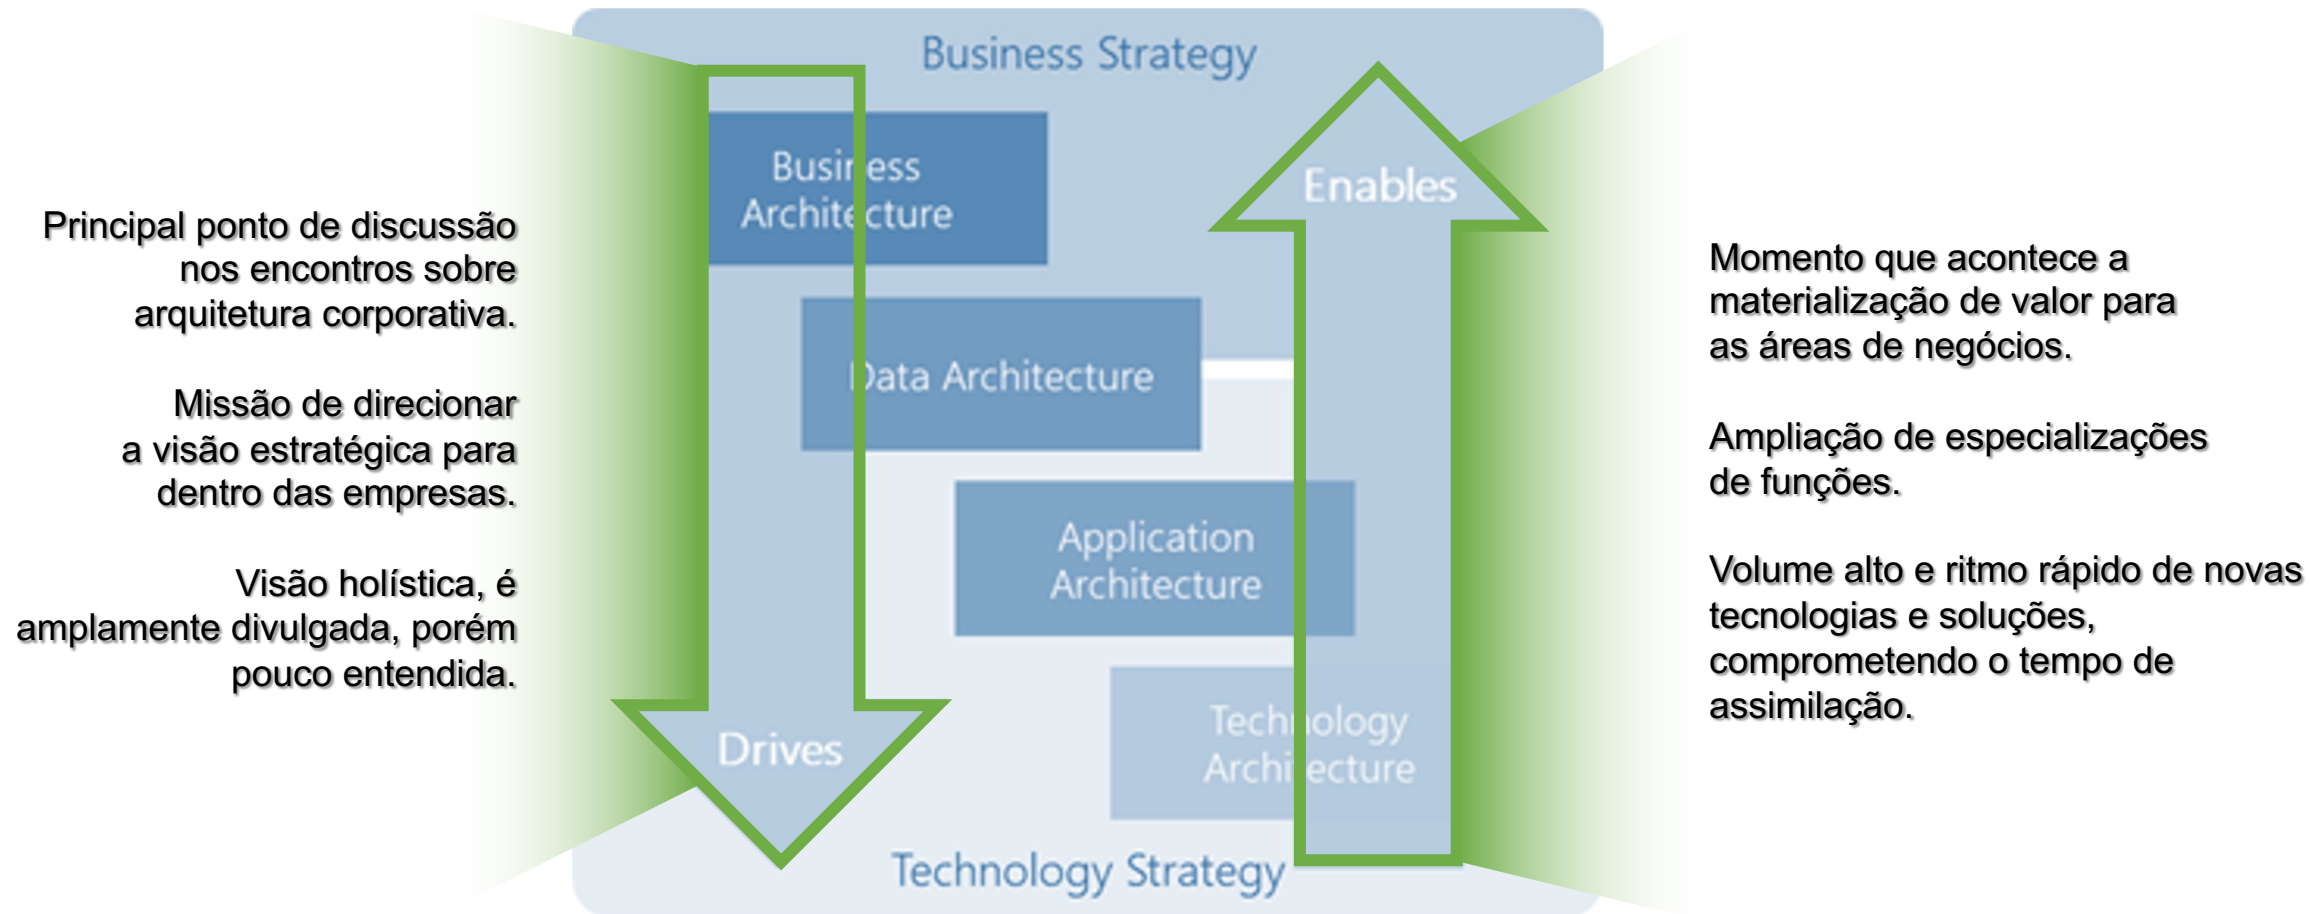 Business Strategy
Business
Architecture
Data Architecture
Application
Architecture
Technology
Architecture
Technology Strategy
Drives
Enables
Principal ponto de discussão
nos encontros sobre
arquitetura corporativa.
Missão de direcionar
a visão estratégica para
dentro das empresas.
Visão holística, é
amplamente divulgada, porém
pouco entendida.
Momento que acontece a
materialização de valor para
as áreas de negócios.
Ampliação de especializações
de funções.
Volume alto e ritmo rápido de novas
tecnologias e soluções,
comprometendo o tempo de
assimilação.